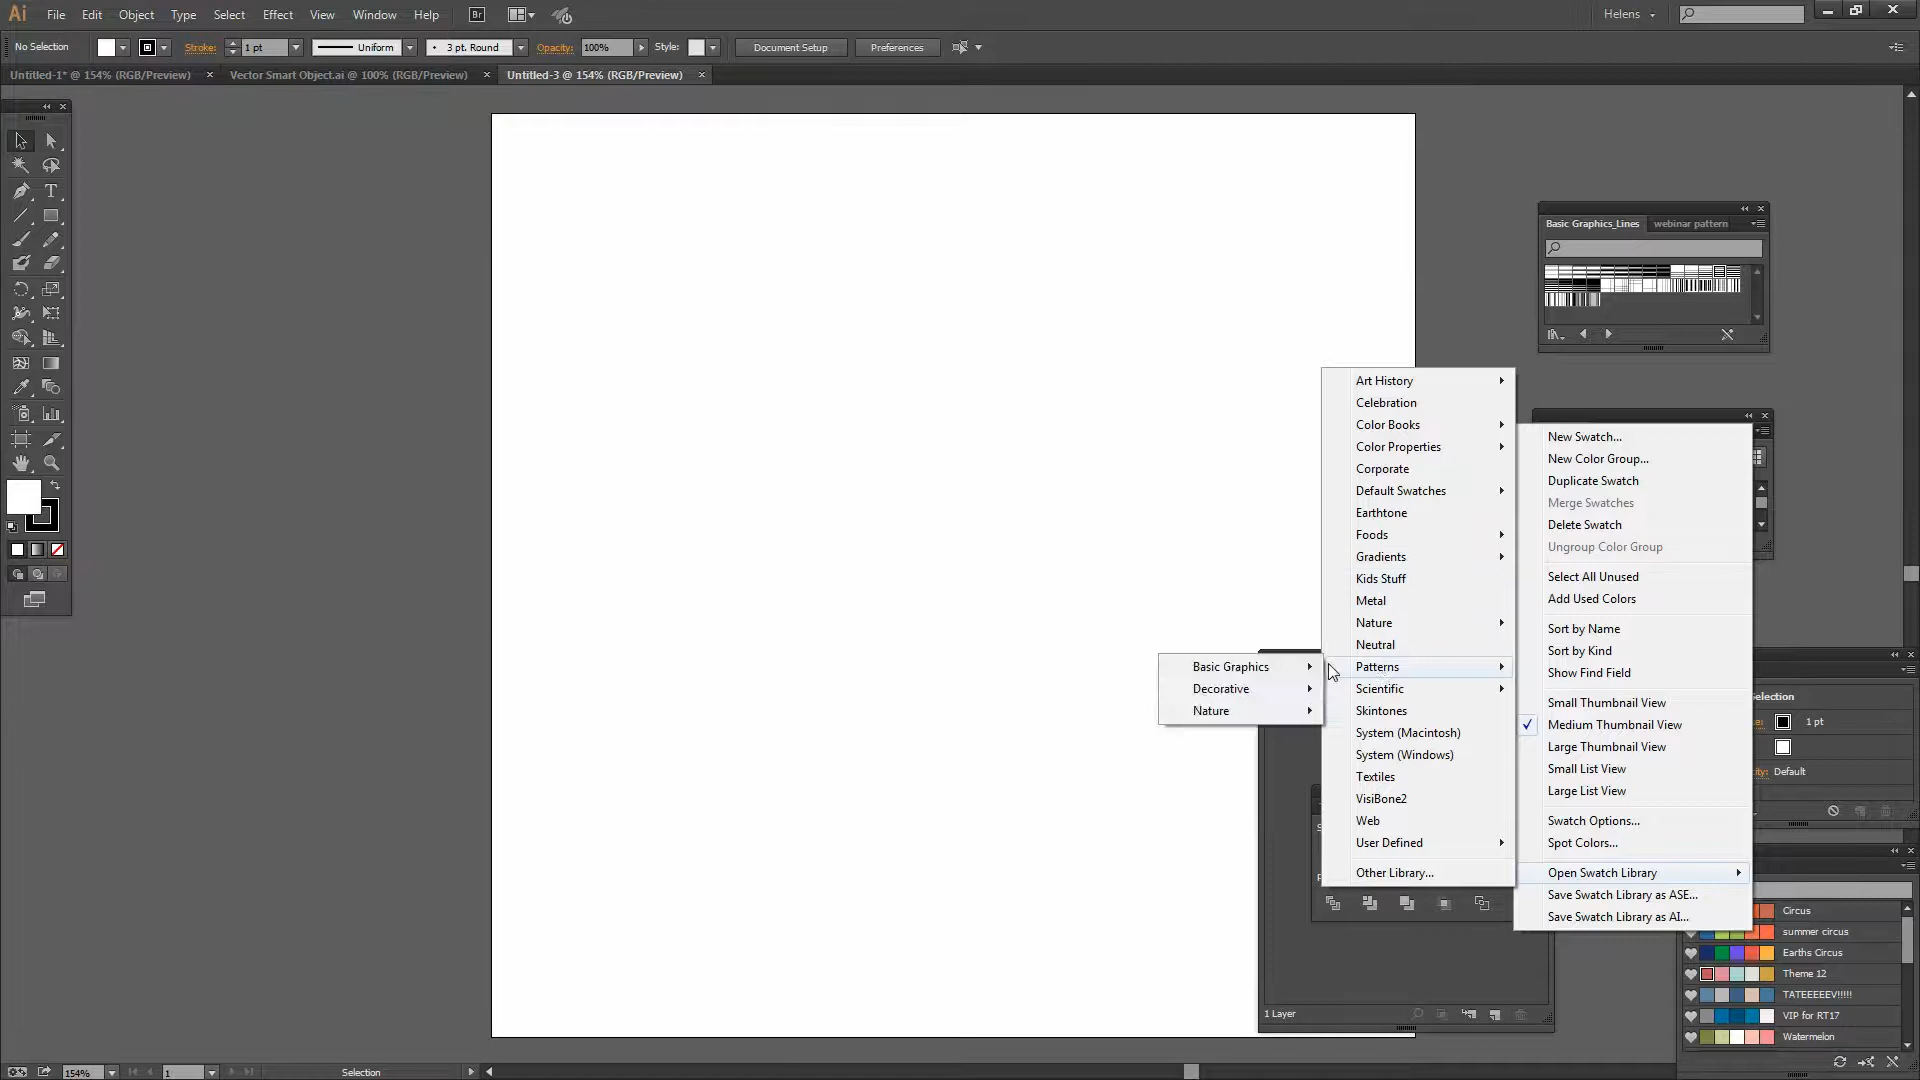 Ai File Edit Object Type Select Effect View Window Help Br Helens
No Selection Stroke: 1 pt Uniform 3 pt. Round Opacity: 100% Style: Document Setup Preferences
Untitled-1* @ 154% (RGB/Preview) Vector Smart Object.ai @ 100% (RGB/Preview) Untitled-3 @ 154% (RGB/Preview)
Basic Graphics_Lines webinar pattern
Art History
Celebration
Color Books
Color Properties
Corporate
Default Swatches
Earthtone
Foods
Gradients
Kids Stuff
Metal
Nature
Neutral
Patterns
Scientific
Skintones
System (Macintosh)
System (Windows)
Textiles
VisiBone2
Web
User Defined
Other Library...
Basic Graphics
Decorative
Nature
New Swatch...
New Color Group...
Duplicate Swatch
Merge Swatches
Delete Swatch
Ungroup Color Group
Select All Unused
Add Used Colors
Sort by Name
Sort by Kind
Show Find Field
Small Thumbnail View
Medium Thumbnail View
Large Thumbnail View
Small List View
Large List View
Swatch Options...
Spot Colors...
Open Swatch Library
Save Swatch Library as ASE...
Save Swatch Library as AI...
Selection
1 pt
Default
Circus
summer circus
Earths Circus
Theme 12
TATEEEEEV!!!!!
VIP for RT17
Watermelon
1 Layer
154% 1 Selection